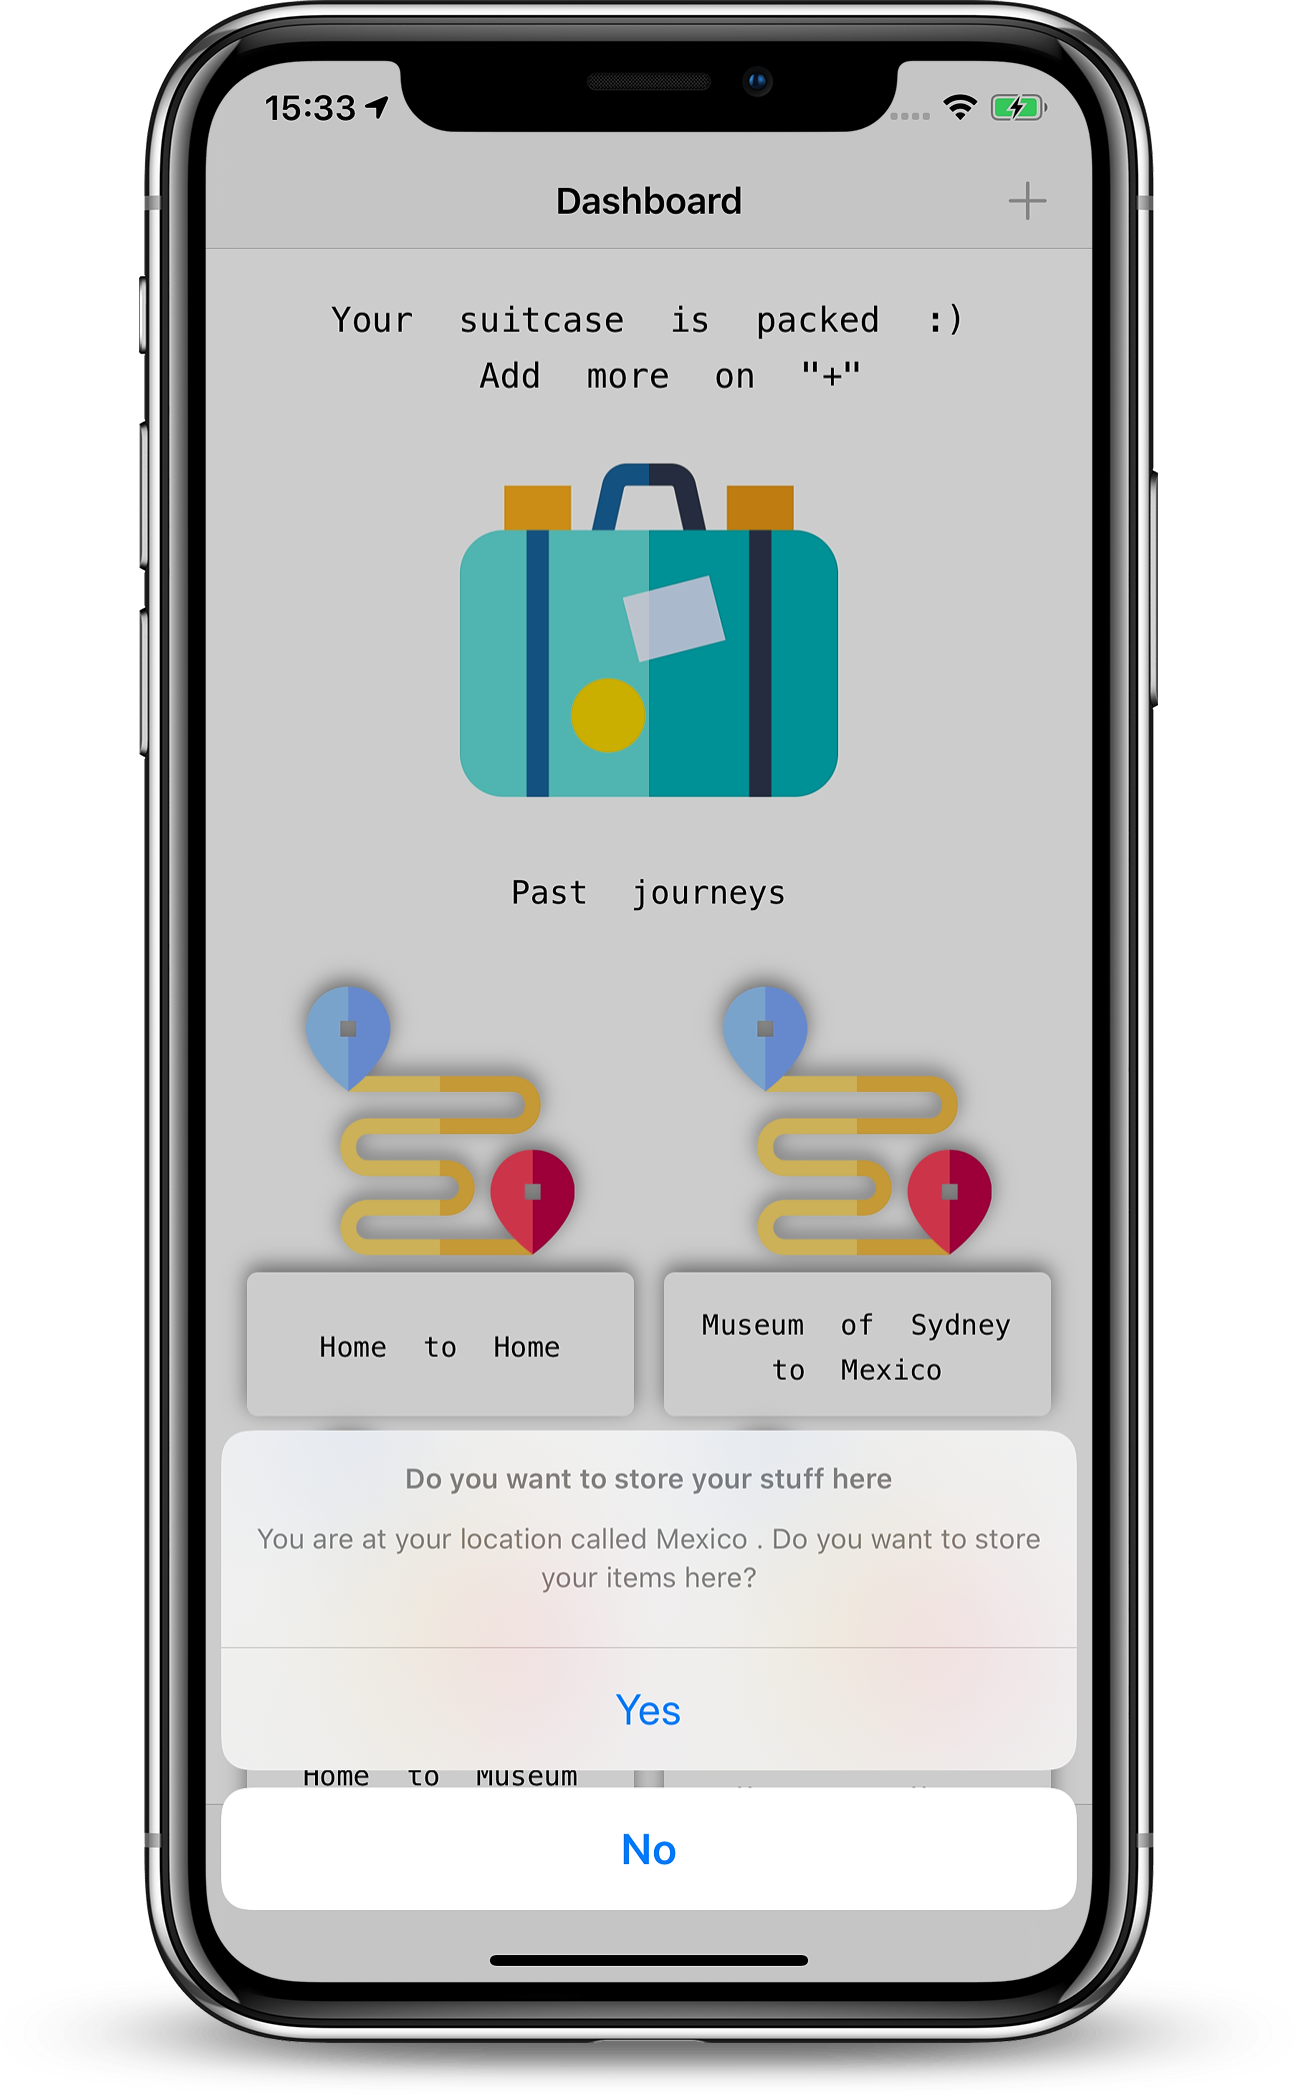 15:33
Dashboard
Your suitcase is packed :)
Add more on "+"
Past journeys
Home to Home
Museum of Sydney
to Mexico
Do you want to store your stuff here
You are at your location called Mexico . Do you want to store
your items here?
Yes
Home to Museum
No